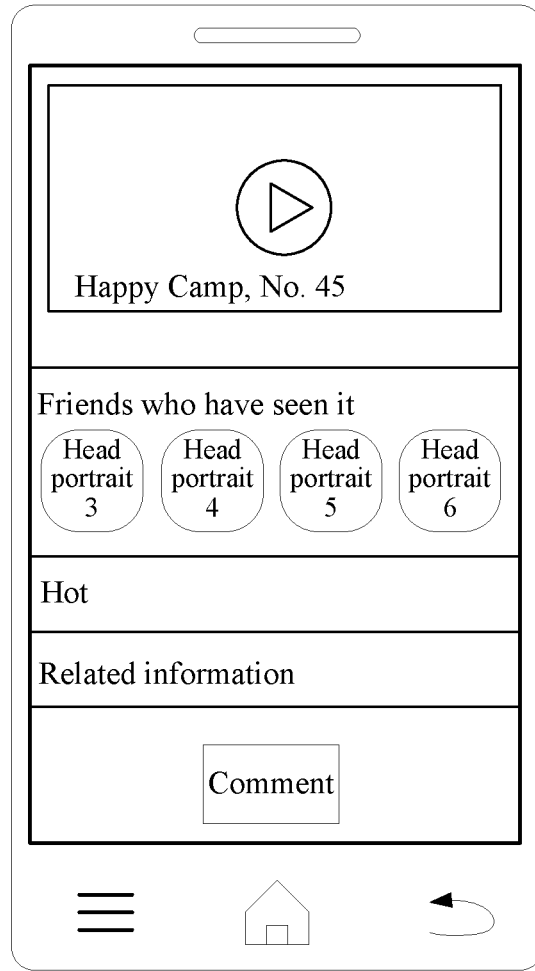 Happy Camp, No. 45
Friends who have seen it
Head portrait 3
Head portrait 4
Head portrait 5
Head portrait 6
Hot
Related information
Comment